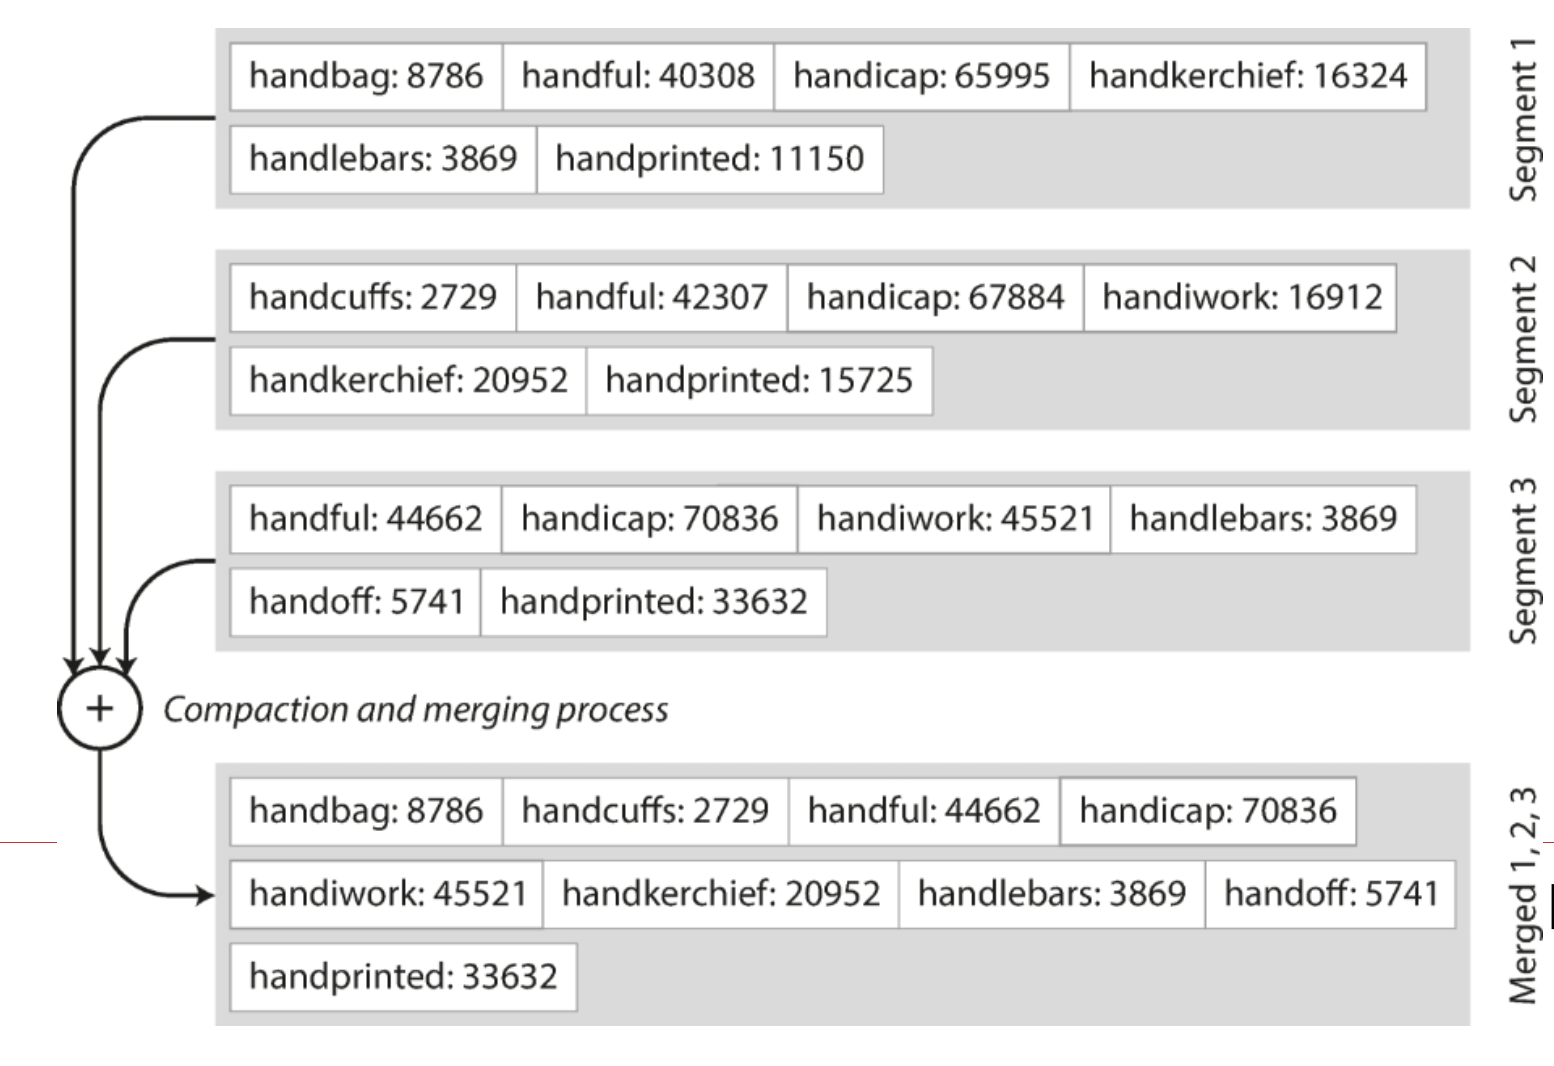 handbag: 8786 handful: 40308 handicap: 65995 handkerchief: 16324
handlebars: 3869 handprinted: 11150
Segment 1
handcuffs: 2729 handful: 42307 handicap: 67884 handiwork: 16912
handkerchief: 20952 handprinted: 15725
Segment 2
handful: 44662 handicap: 70836 handiwork: 45521 handlebars: 3869
handoff: 5741 handprinted: 33632
Segment 3
+ Compaction and merging process
handbag: 8786 handcuffs: 2729 handful: 44662 handicap: 70836
handiwork: 45521 handkerchief: 20952 handlebars: 3869 handoff: 5741
handprinted: 33632
Merged 1, 2, 3